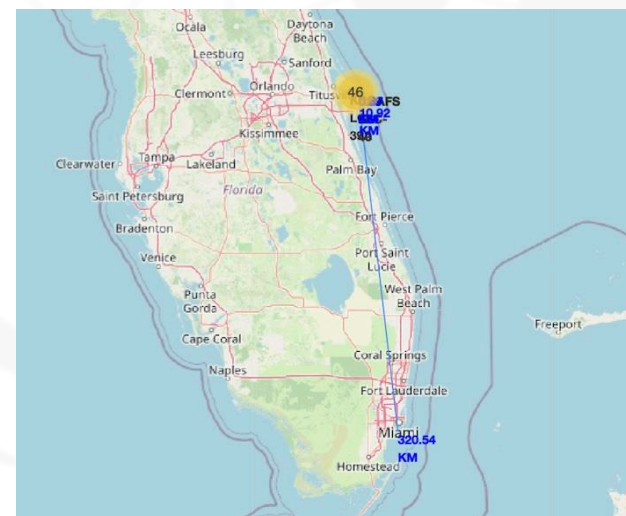 Ocala
Daytona
Beach
Leesburg
Sanford
Orlando
Clermont
Titus
46
AFS
10.92
KM
Kissimmee
Tampa
Lakeland
Clearwater
Palm Bay
Florida
Saint Petersburg
Bradenton
Fort Pierce
Venice
Port Saint
Lucie
West Palm
Beach
Punta
Gorda
Freeport
Cape Coral
Coral Springs
Naples
Fort Lauderdale
Miami
320.54
KM
Homestead